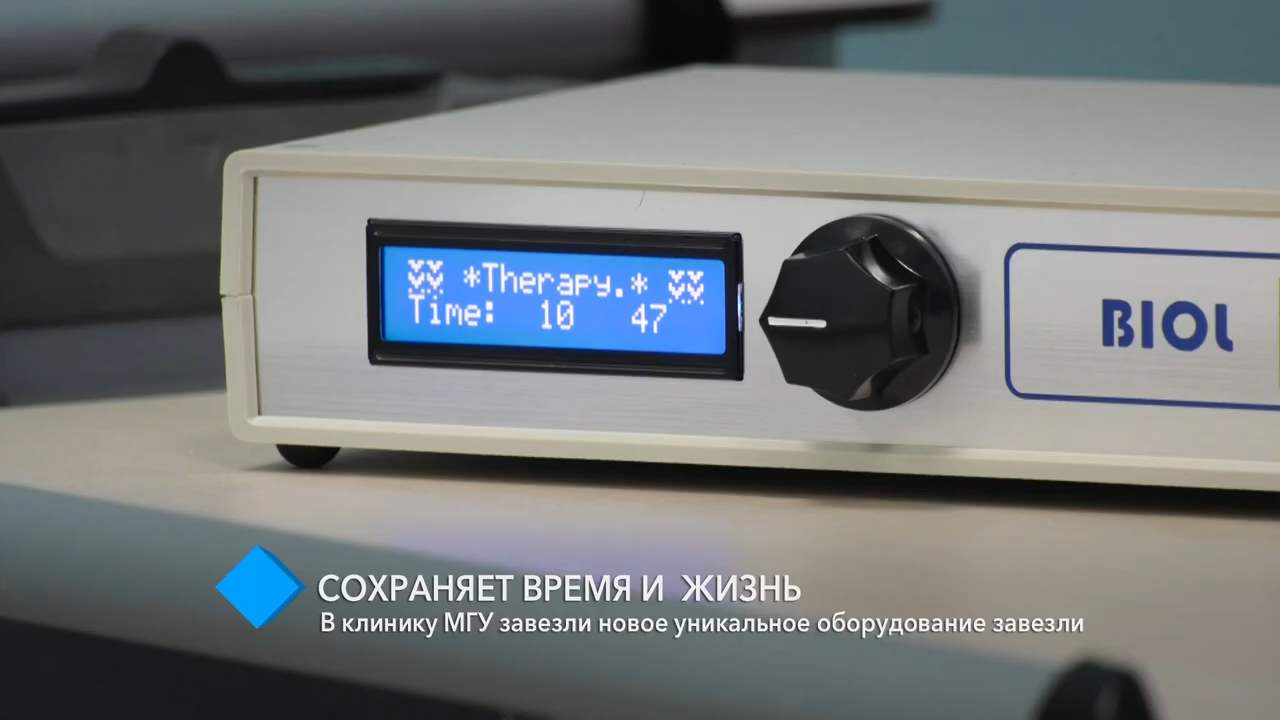 *Therapy.*
Time: 10 47
BIOL
СОХРАНЯЕТ ВРЕМЯ И ЖИЗНЬ
В клинику МГУ завезли новое уникальное оборудование завезли